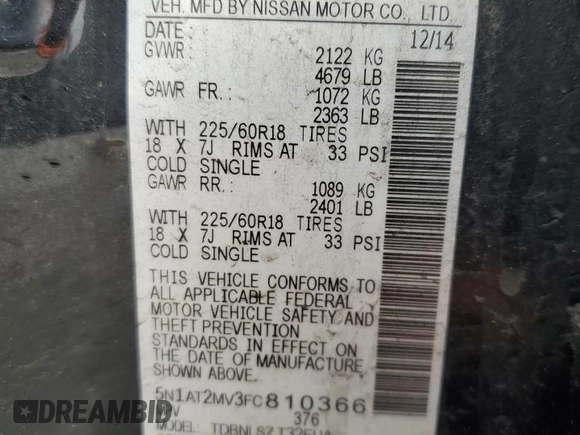 VEH. MFD BY NISSAN MOTOR CO., LTD.
DATE: 12/14
GVWR: 2122 KG
4679 LB
GAWR FR.: 1072 KG
2363 LB
WITH 225/60R18 TIRES
18 X 7J RIMS AT 33 PSI
COLD SINGLE
GAWR RR.: 1089 KG
2401 LB
WITH 225/60R18 TIRES
18 X 7J RIMS AT 33 PSI
COLD SINGLE
THIS VEHICLE CONFORMS TO
ALL APPLICABLE FEDERAL
MOTOR VEHICLE SAFETY AND
THEFT PREVENTION
STANDARDS IN EFFECT ON
THE DATE OF MANUFACTURE
SHOWN ABOVE.
5N1AT2MV3FC810366
376
MODEL:
DRIVEGOOD.COM